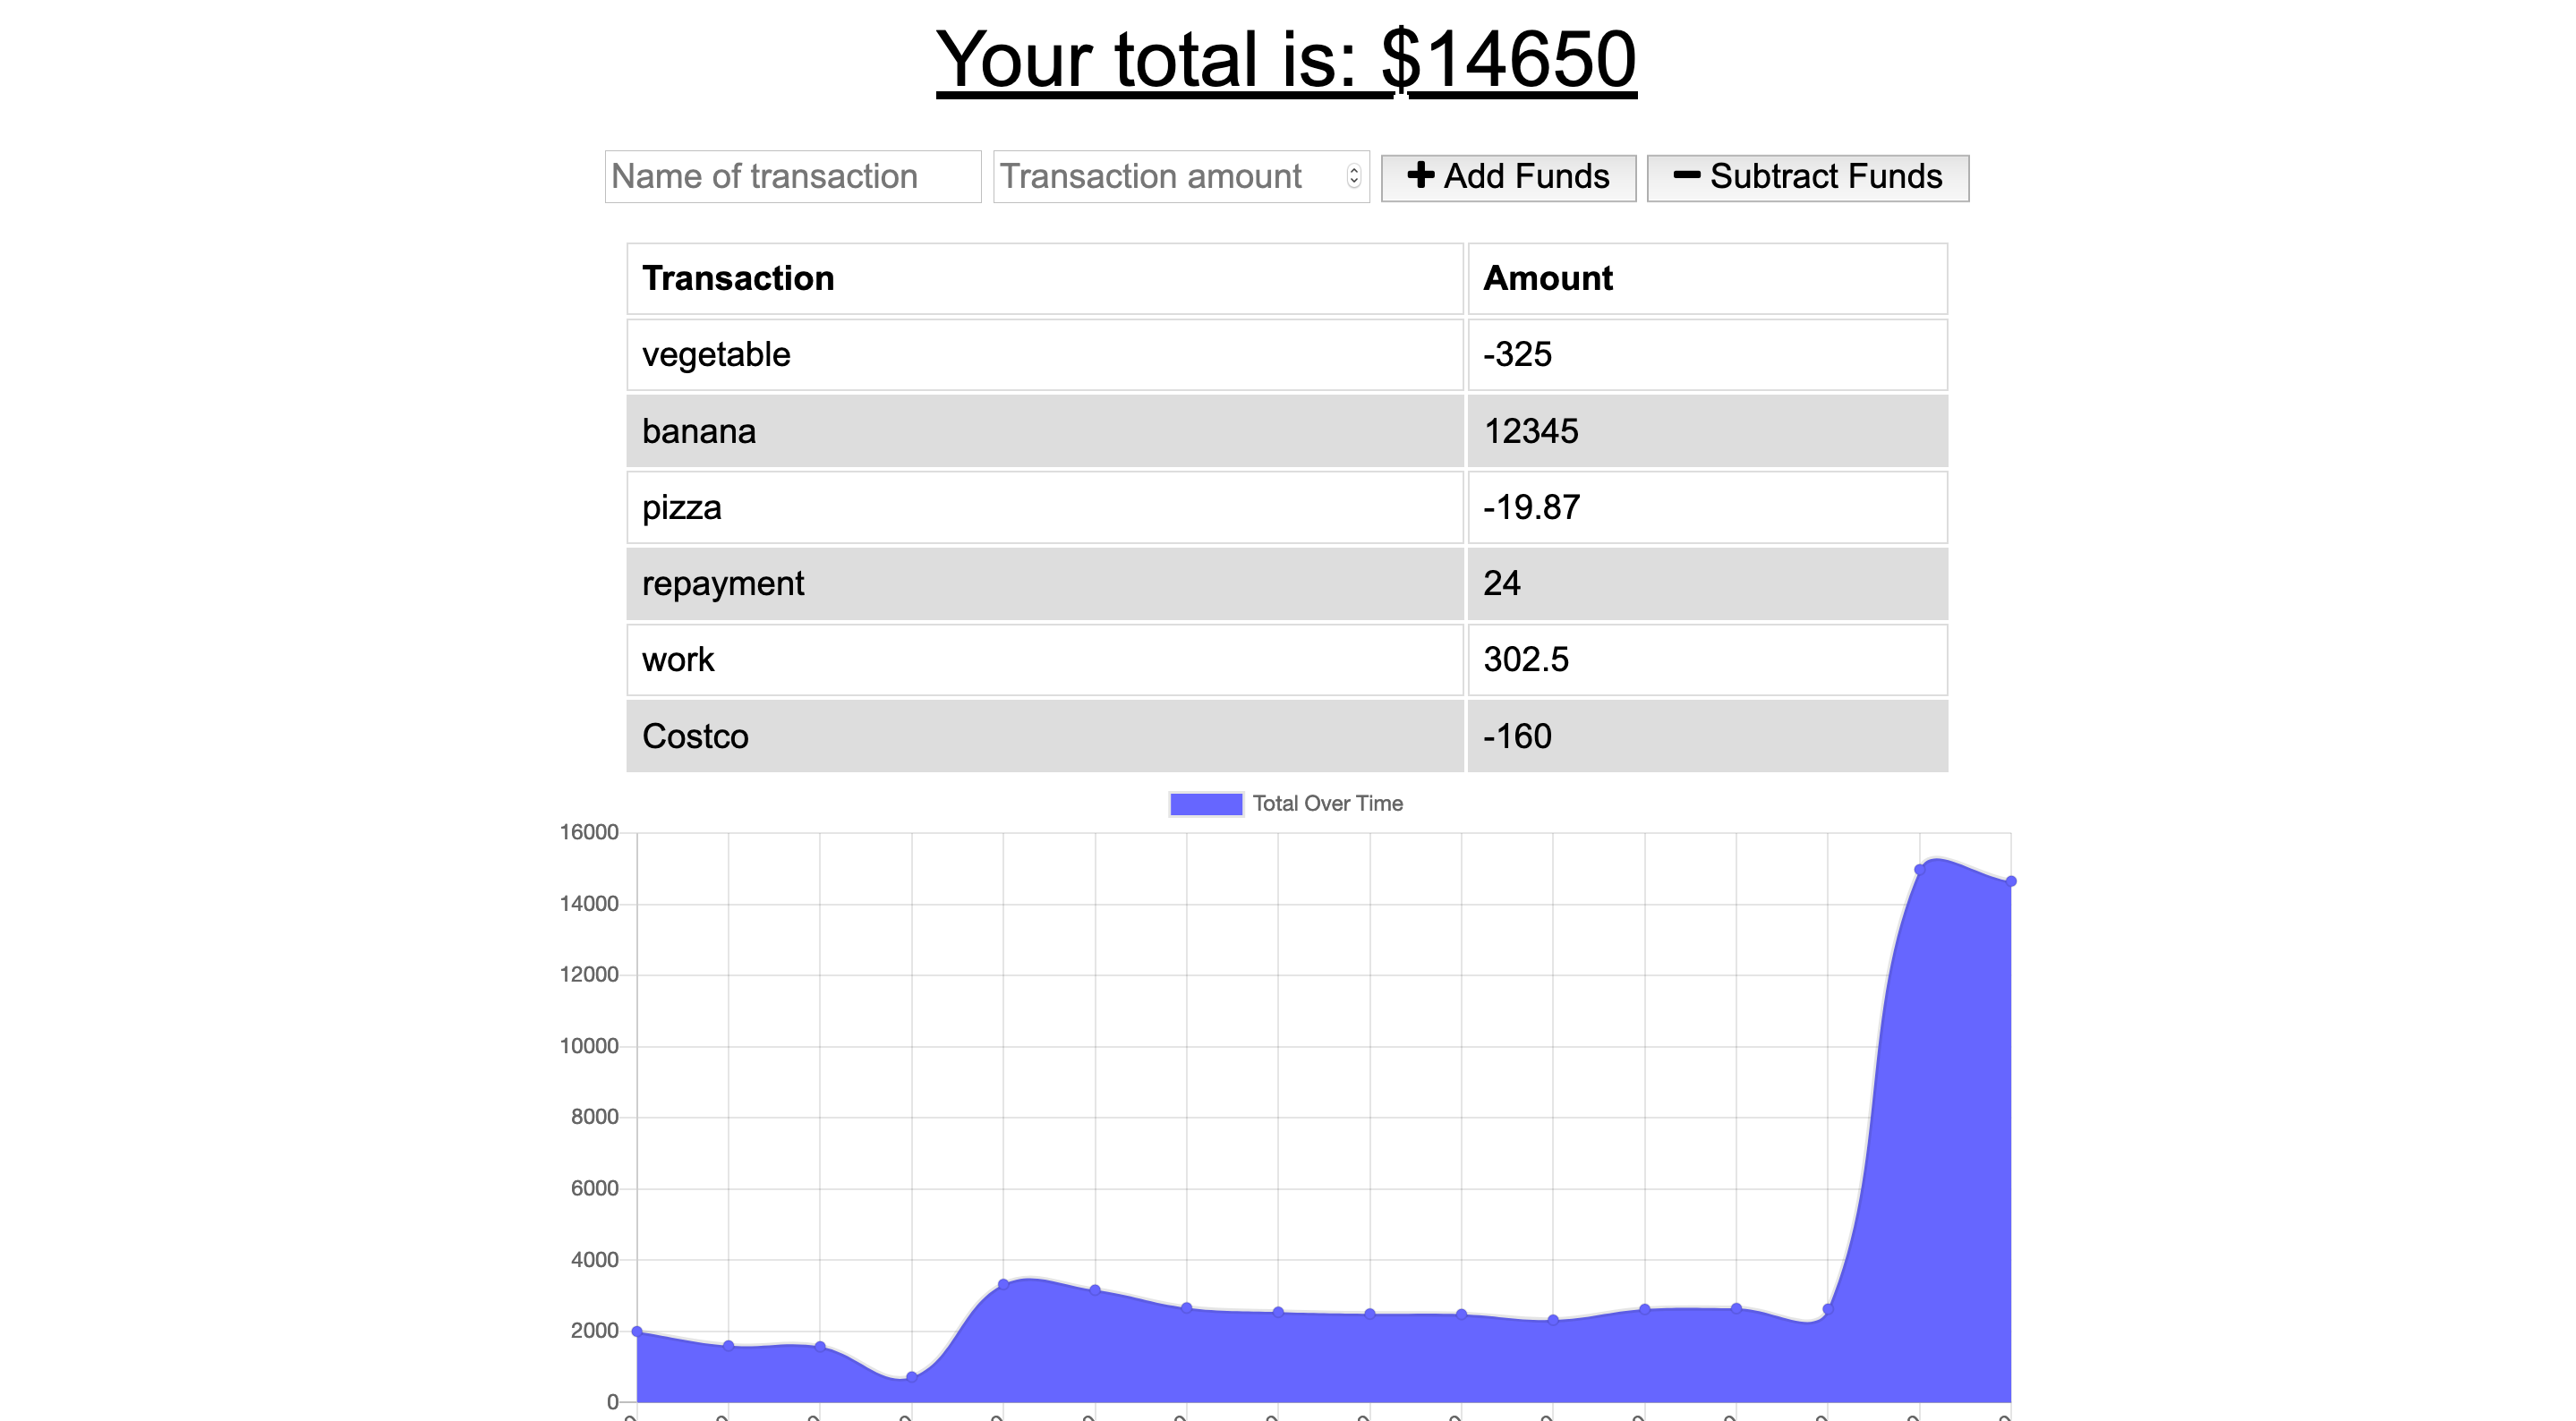 Your total is: $14650
Name of transaction Transaction amount Add Funds Subtract Funds
Transaction Amount
vegetable -325
banana 12345
pizza -19.87
repayment 24
work 302.5
Costco -160
Total Over Time
16000
14000
12000
10000
8000
6000
4000
2000
0